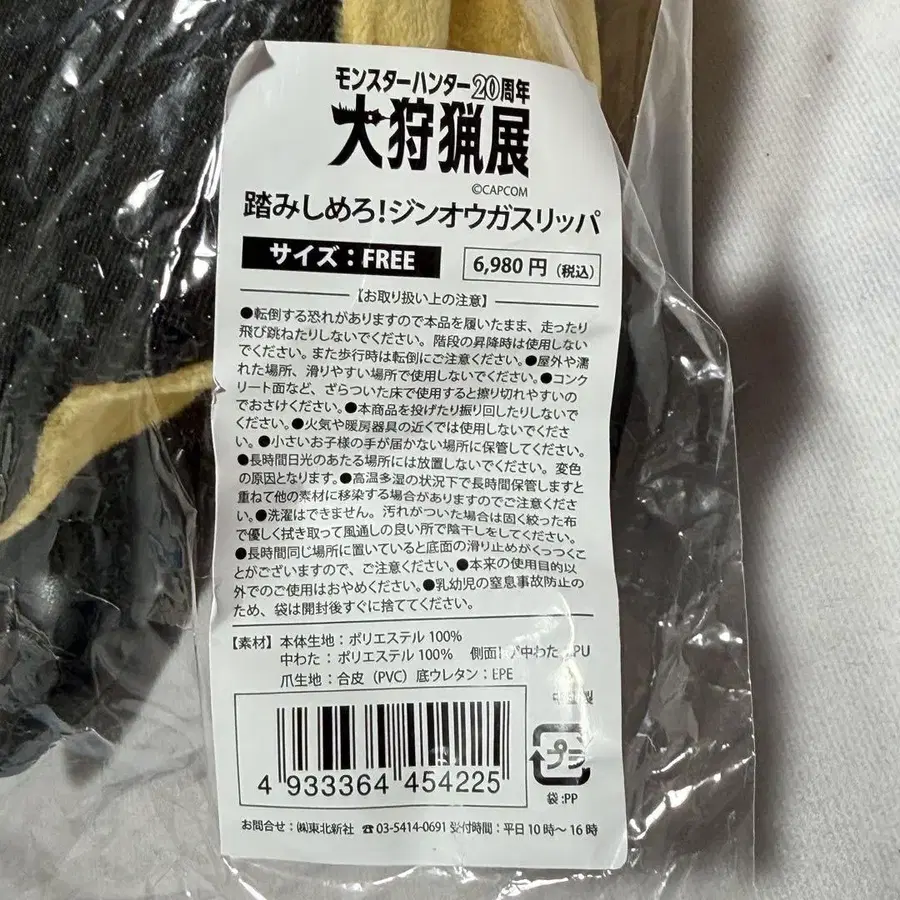 モンスターハンター20周年
大狩猟展
©CAPCOM
踏みしめろ!ジンオウガスリッパ
サイズ:FREE 6,980円(税込)
【お取り扱い上の注意】
●転倒する恐れがありますので本品を履いたまま、走ったり
飛び跳ねたりしないでください。階段の昇降時は使用しない
でください。また歩行時は転倒にご注意ください。●屋外や濡
れた場所、滑りやすい場所で使用しないでください。●コンク
リート面など、ざらついた床で使用すると擦り切れやすいの
でおさけください。●本商品を投げたり振り回したりしないで
ください。●火気や暖房器具の近くでは使用しないでくださ
い。●小さいお子様の手が届かない場所に保管してください。
●長時間日光のあたる場所には放置しないでください。変色
の原因となります。●高温多湿の状況下で長時間保管しますと
重ねて他の素材に移染する場合がありますのでご注意くださ
い。●洗濯はできません。汚れがついた場合は固く絞った布
で優しく拭き取って風通しの良い所で陰干しをしてください。
●長時間同じ場所に置いていると底面の滑り止めがくっつくこ
とがございますので、ご注意ください。●本来の使用目的以
外でのご使用はおやめください。●乳幼児の窒息事故防止の
ため、袋は開封後すぐに捨ててください。
【素材】本体生地:ポリエステル100%
中わた:ポリエステル100% 側面 中わた PU
爪生地:合皮(PVC)底ウレタン:EPE
製
4 933364 454225
プラ
袋:PP
お問合せ:㈱東北新社 ☎03-5414-0691 受付時間:平日10時～16時